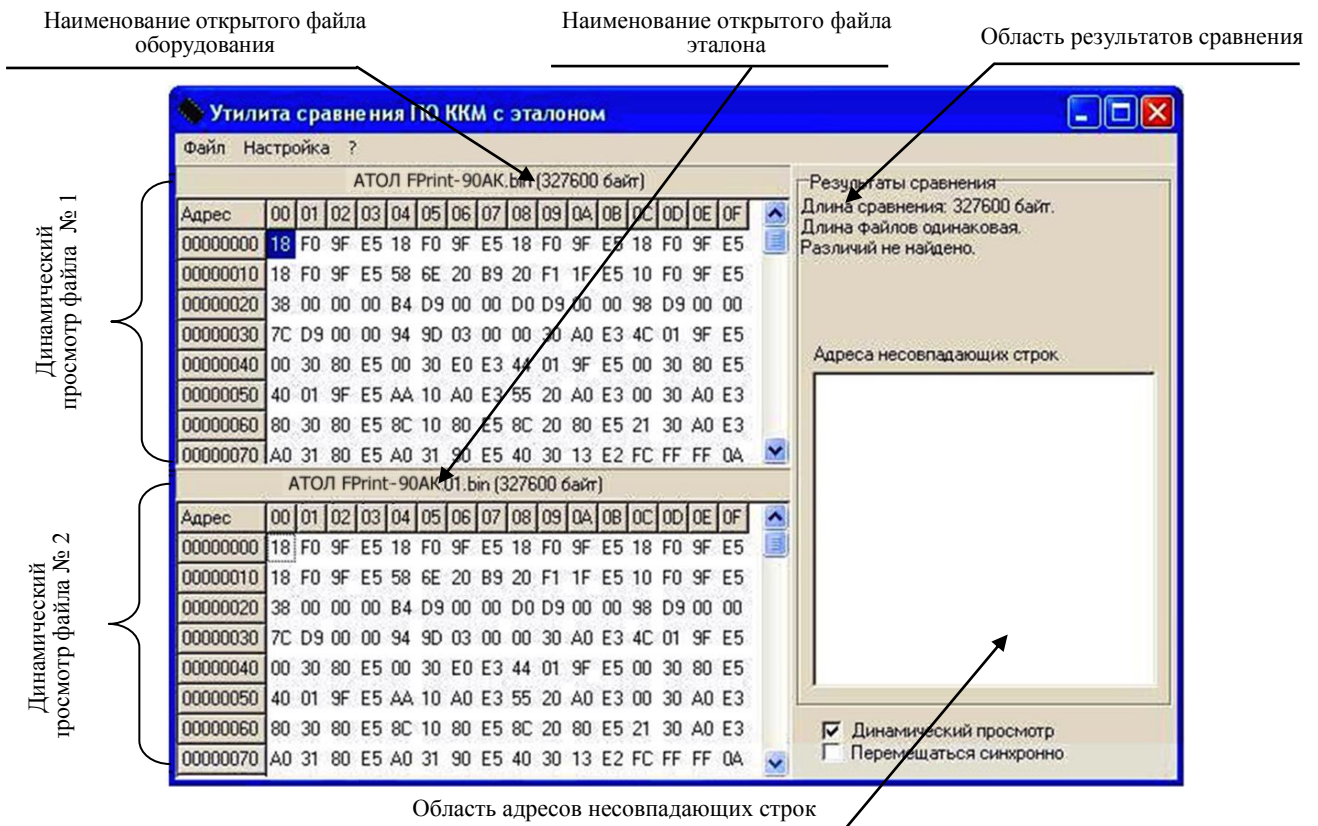 Наименование открытого файла
оборудования
Наименование открытого файла
эталона
Область результатов сравнения
Утилита сравнения ПО ККМ с эталоном
Файл Настройка ?
АТОЛ FPrint-90АК.bin (327600 байт)
Адрес 00 01 02 03 04 05 06 07 08 09 0A 0B 0C 0D 0E 0F
00000000 18 F0 9F E5 18 F0 9F E5 18 F0 9F E5 18 F0 9F E5
00000010 18 F0 9F E5 58 6E 20 B9 20 F1 1F E5 10 F0 9F E5
00000020 38 00 00 00 B4 D9 00 00 D0 D9 00 00 98 D9 00 00
00000030 7C D9 00 00 94 9D 03 00 00 30 A0 E3 4C 01 9F E5
00000040 00 30 80 E5 00 30 E0 E3 44 01 9F E5 00 30 80 E5
00000050 40 01 9F E5 AA 10 A0 E3 55 20 A0 E3 00 30 A0 E3
00000060 80 30 80 E5 8C 10 80 E5 8C 20 80 E5 21 30 A0 E3
00000070 A0 31 80 E5 A0 31 90 E5 40 30 13 E2 FC FF FF 0A
Динамический
просмотр файла № 1
АТОЛ FPrint-90АК.01.bin (327600 байт)
Адрес 00 01 02 03 04 05 06 07 08 09 0A 0B 0C 0D 0E 0F
00000000 18 F0 9F E5 18 F0 9F E5 18 F0 9F E5 18 F0 9F E5
00000010 18 F0 9F E5 58 6E 20 B9 20 F1 1F E5 10 F0 9F E5
00000020 38 00 00 00 B4 D9 00 00 D0 D9 00 00 98 D9 00 00
00000030 7C D9 00 00 94 9D 03 00 00 30 A0 E3 4C 01 9F E5
00000040 00 30 80 E5 00 30 E0 E3 44 01 9F E5 00 30 80 E5
00000050 40 01 9F E5 AA 10 A0 E3 55 20 A0 E3 00 30 A0 E3
00000060 80 30 80 E5 8C 10 80 E5 8C 20 80 E5 21 30 A0 E3
00000070 A0 31 80 E5 A0 31 90 E5 40 30 13 E2 FC FF FF 0A
Динамический
просмотр файла № 2
Результаты сравнения
Длина сравнения: 327600 байт.
Длина файлов одинаковая.
Различий не найдено.
Адреса несовпадающих строк
Динамический просмотр
Перемещаться синхронно
Область адресов несовпадающих строк